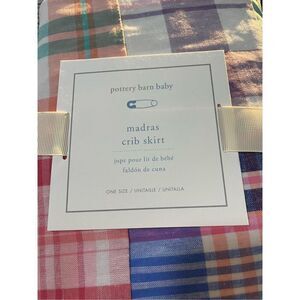 pottery barn baby
madras
crib skirt
jupe pour lit de bébé
faldón de cuna
ONE SIZE / UNITAILLE / UNITALLA